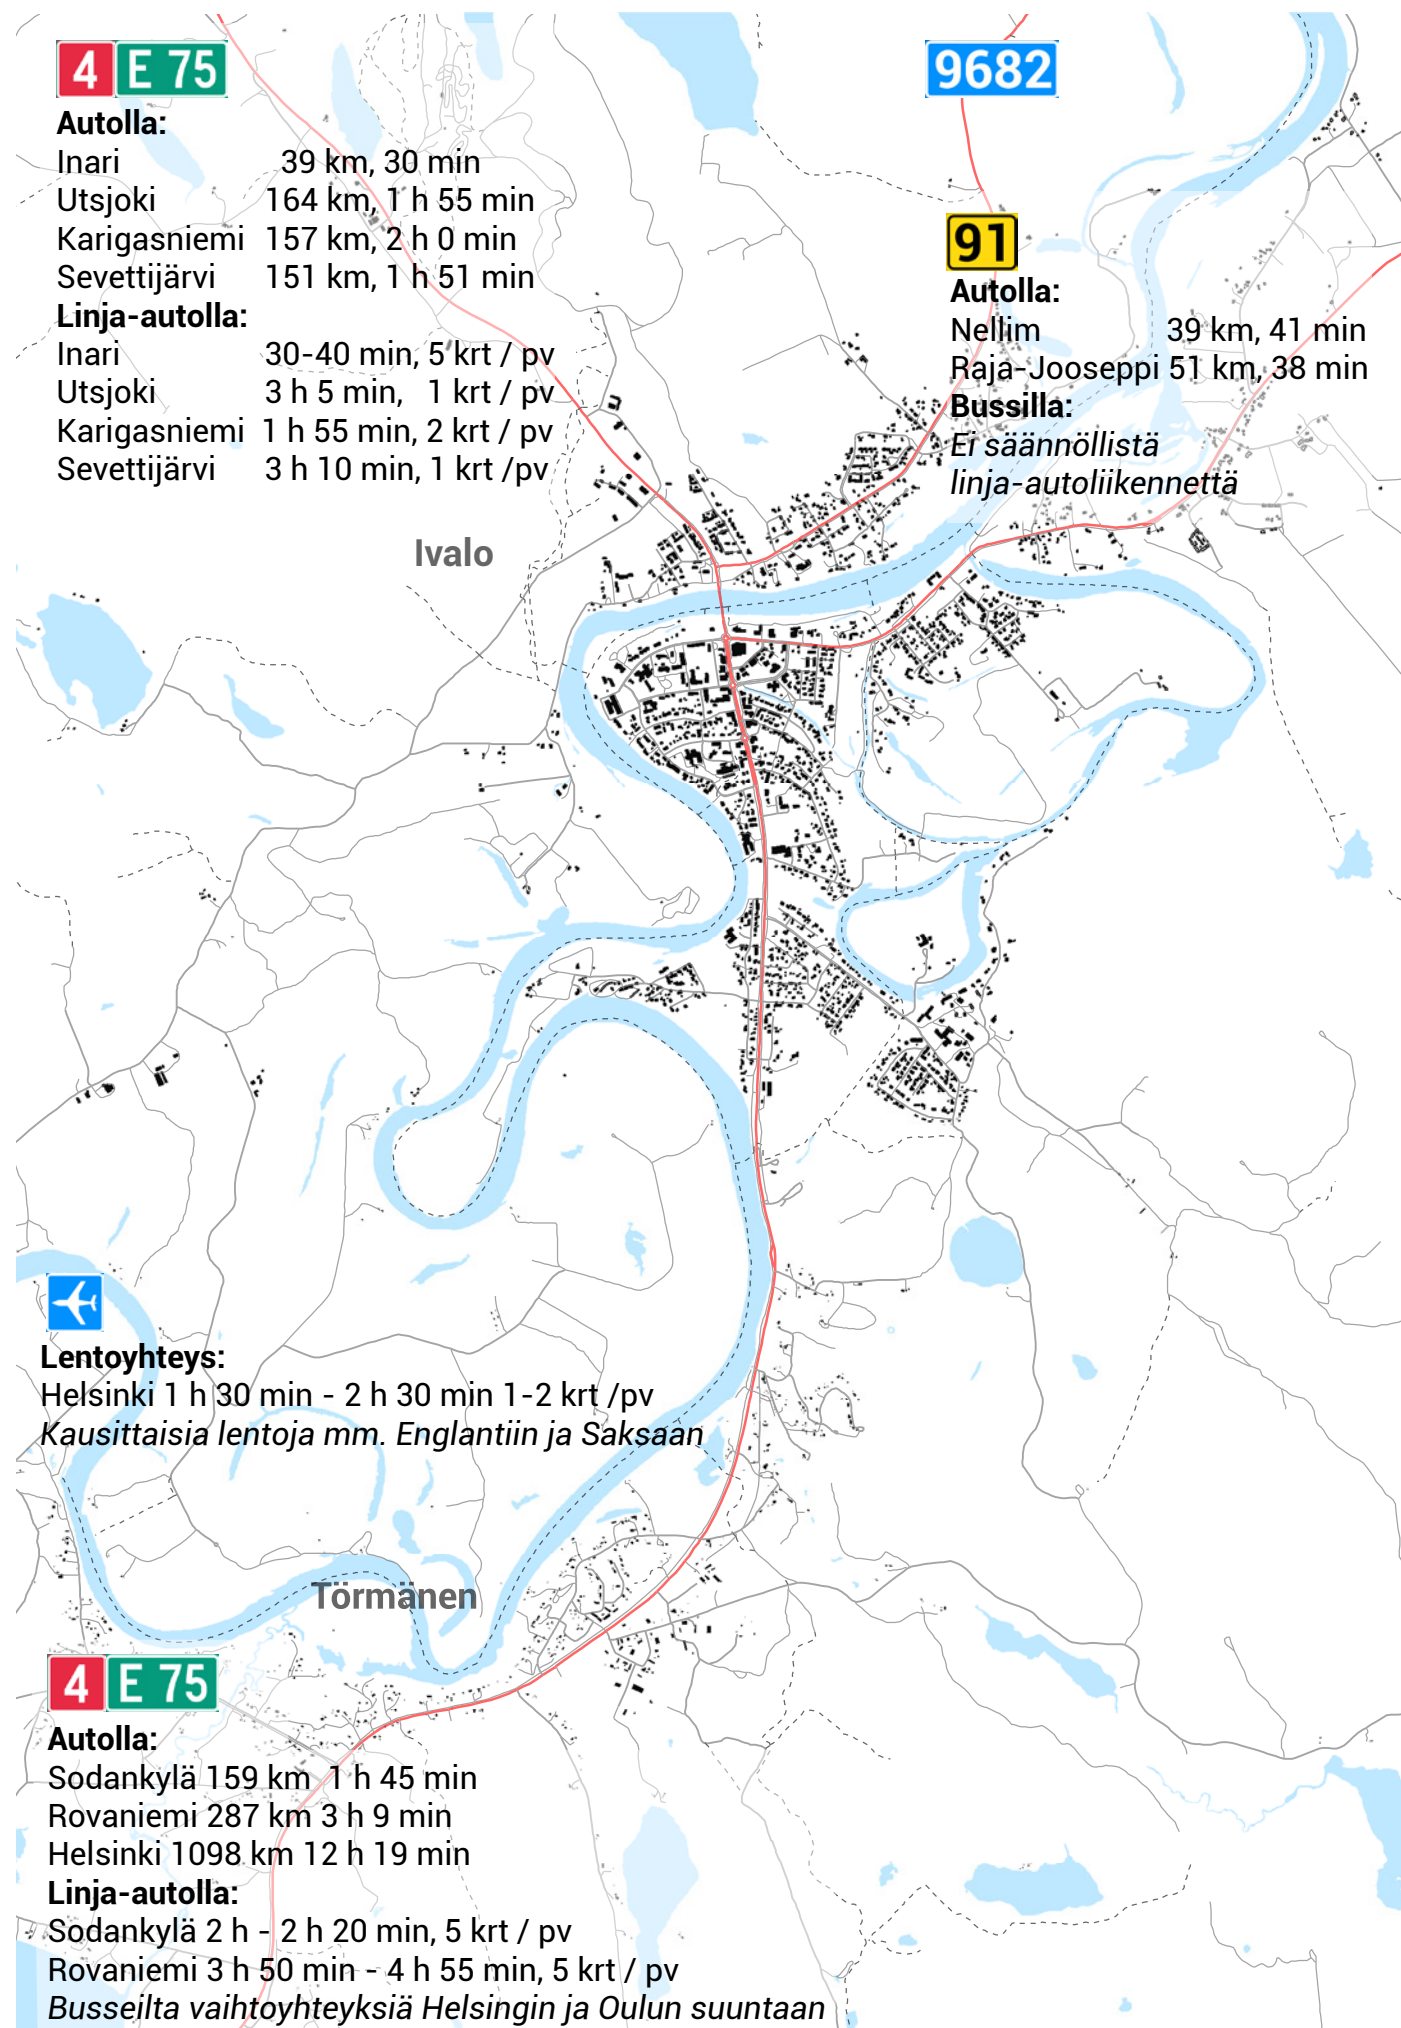 4 E 75
Autolla:
Inari 39 km, 30 min
Utsjoki 164 km, 1 h 55 min
Karigasniemi 157 km, 2 h 0 min
Sevettijärvi 151 km, 1 h 51 min
Linja-autolla:
Inari 30-40 min, 5 krt / pv
Utsjoki 3 h 5 min, 1 krt / pv
Karigasniemi 1 h 55 min, 2 krt / pv
Sevettijärvi 3 h 10 min, 1 krt /pv
9682
91
Autolla:
Nellim 39 km, 41 min
Raja-Jooseppi 51 km, 38 min
Bussilla:
Ei säännöllistä
linja-autoliikennettä
Ivalo
Lentoyhteys:
Helsinki 1 h 30 min - 2 h 30 min 1-2 krt /pv
Kausittaisia lentoja mm. Englantiin ja Saksaan
Törmänen
4 E 75
Autolla:
Sodankylä 159 km 1 h 45 min
Rovaniemi 287 km 3 h 9 min
Helsinki 1098 km 12 h 19 min
Linja-autolla:
Sodankylä 2 h - 2 h 20 min, 5 krt / pv
Rovaniemi 3 h 50 min - 4 h 55 min, 5 krt / pv
Busseilta vaihtoyhteyksiä Helsingin ja Oulun suuntaan